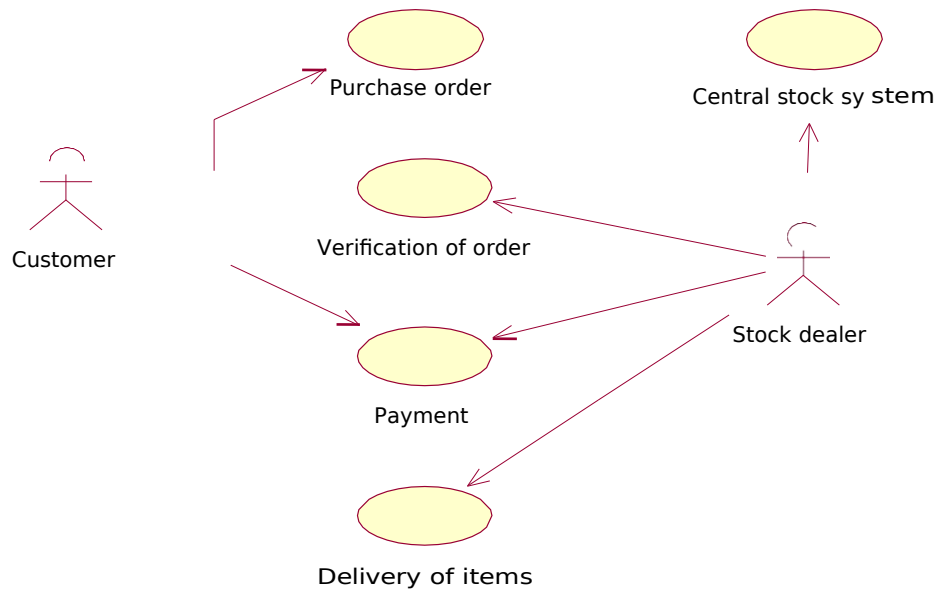 Purchase order
Central stock sy stem
Verification of order
Customer
Stock dealer
Payment
Delivery of items